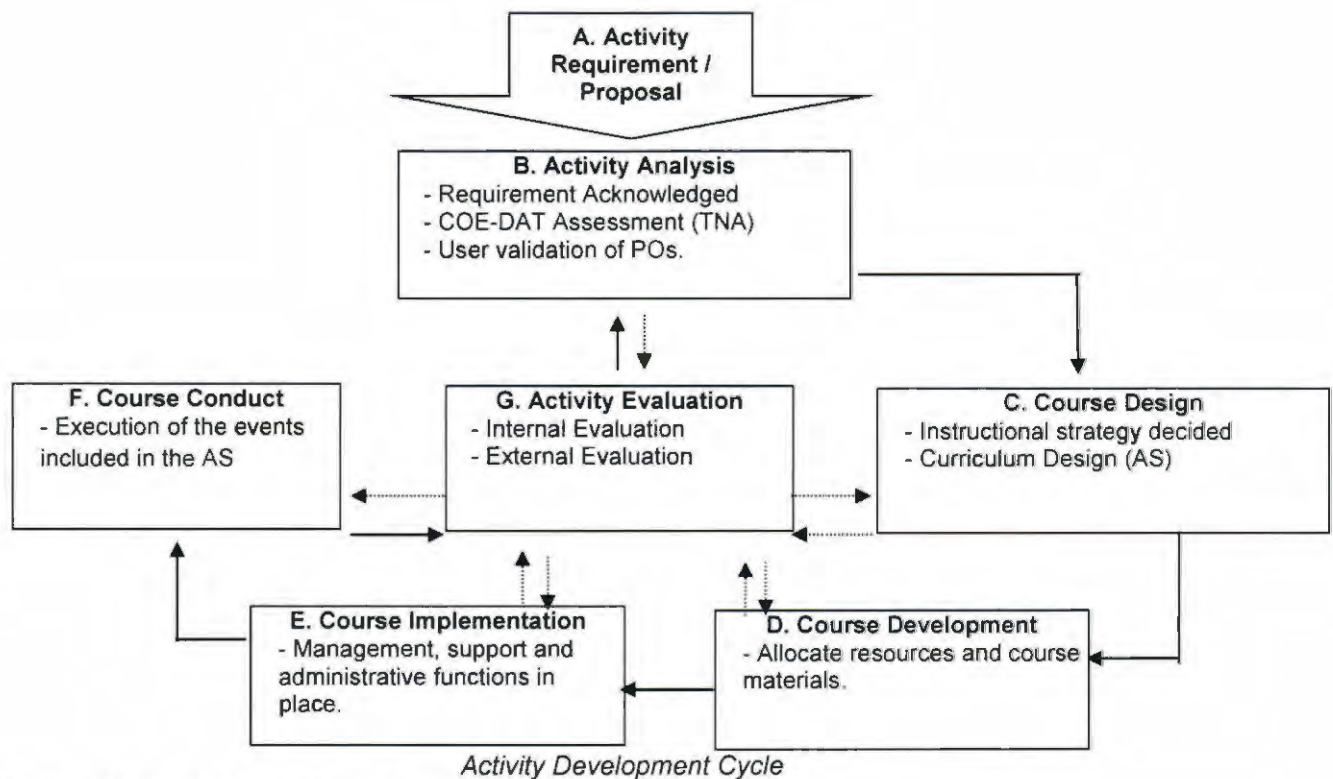 A. Activity
Requirement /
Proposal
B. Activity Analysis
- Requirement Acknowledged
- COE-DAT Assessment (TNA)
- User validation of POs.
F. Course Conduct
- Execution of the events
included in the AS
G. Activity Evaluation
- Internal Evaluation
- External Evaluation
C. Course Design
- Instructional strategy decided
- Curriculum Design (AS)
E. Course Implementation
- Management, support and
administrative functions in
place.
D. Course Development
- Allocate resources and course
materials.
Activity Development Cycle